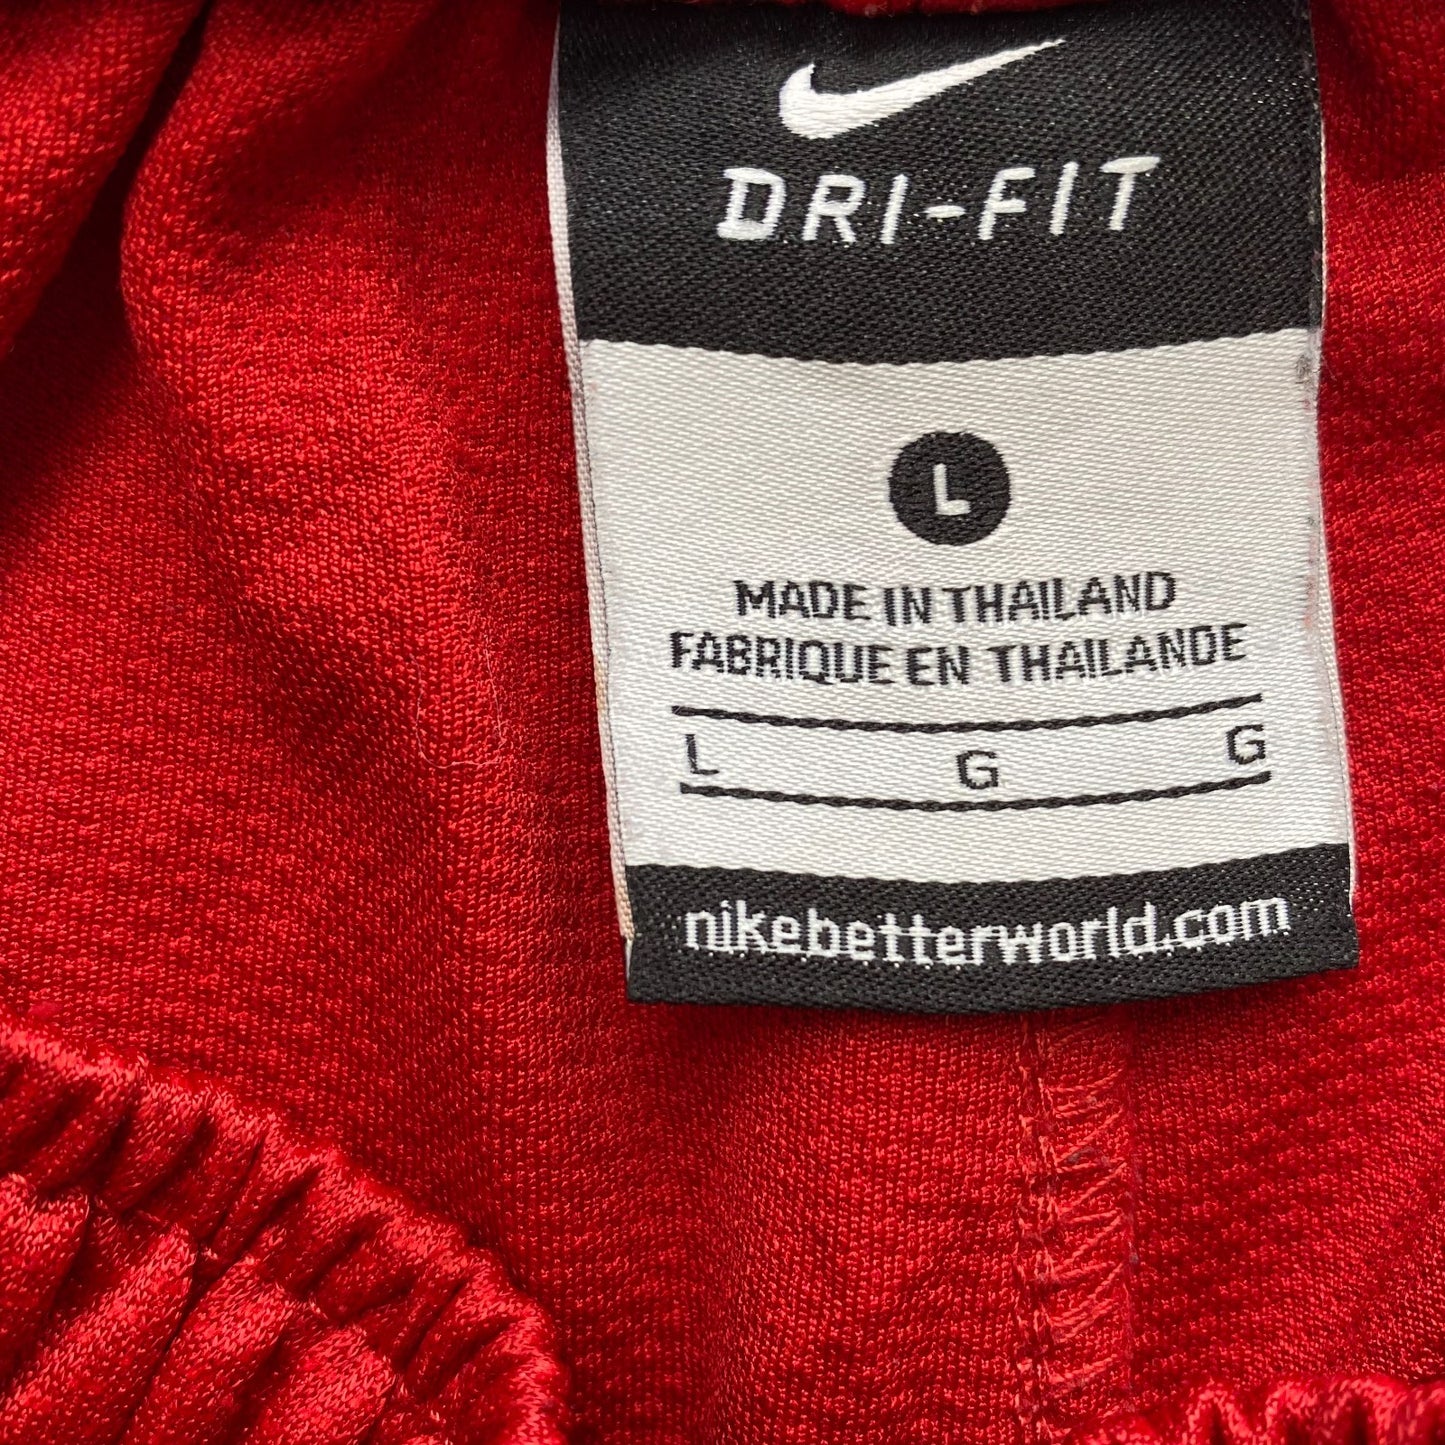 DRI-FIT
L
MADE IN THAILAND
FABRIQUE EN THAILANDE
L G G
nikebetterworld.com